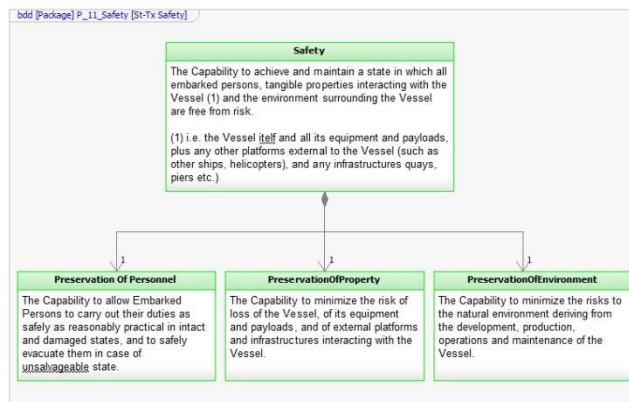 bdd [Package] P_11_Safety [St-Tx Safety]
Safety
The Capability to achieve and maintain a state in which all
embarked persons, tangible properties interacting with the
Vessel (1) and the environment surrounding the Vessel
are free from risk.
(1) i.e. the Vessel itelf and all its equipment and payloads,
plus any other platforms external to the Vessel (such as
other ships, helicopters), and any infrastructures quays,
piers etc.)
1
1
1
Preservation Of Personnel
The Capability to allow Embarked
Persons to carry out their duties as
safely as reasonably practical in intact
and damaged states, and to safely
evacuate them in case of
unsalvageable state.
PreservationOfProperty
The Capability to minimize the risk of
loss of the Vessel, of its equipment
and payloads, and of external platforms
and infrastructures interacting with the
Vessel.
PreservationOfEnvironment
The Capability to minimize the risks to
the natural environment deriving from
the development, production,
operations and maintenance of the
Vessel.